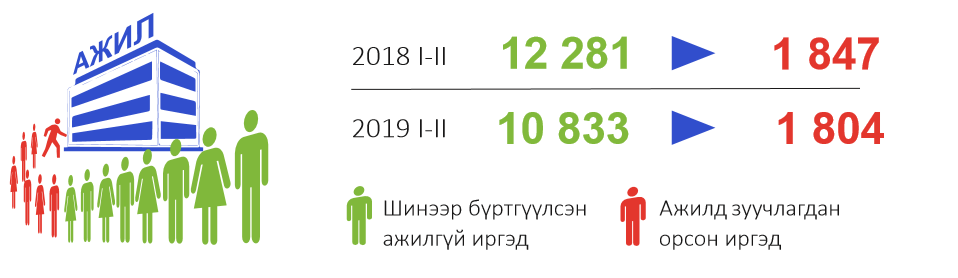 АЖИЛ
2018 I-II 12 281 1 847
2019 I-II 10 833 1 804
Шинээр бүртгүүлсэн
ажилгүй иргэд
Ажилд зуучлагдан
орсон иргэд